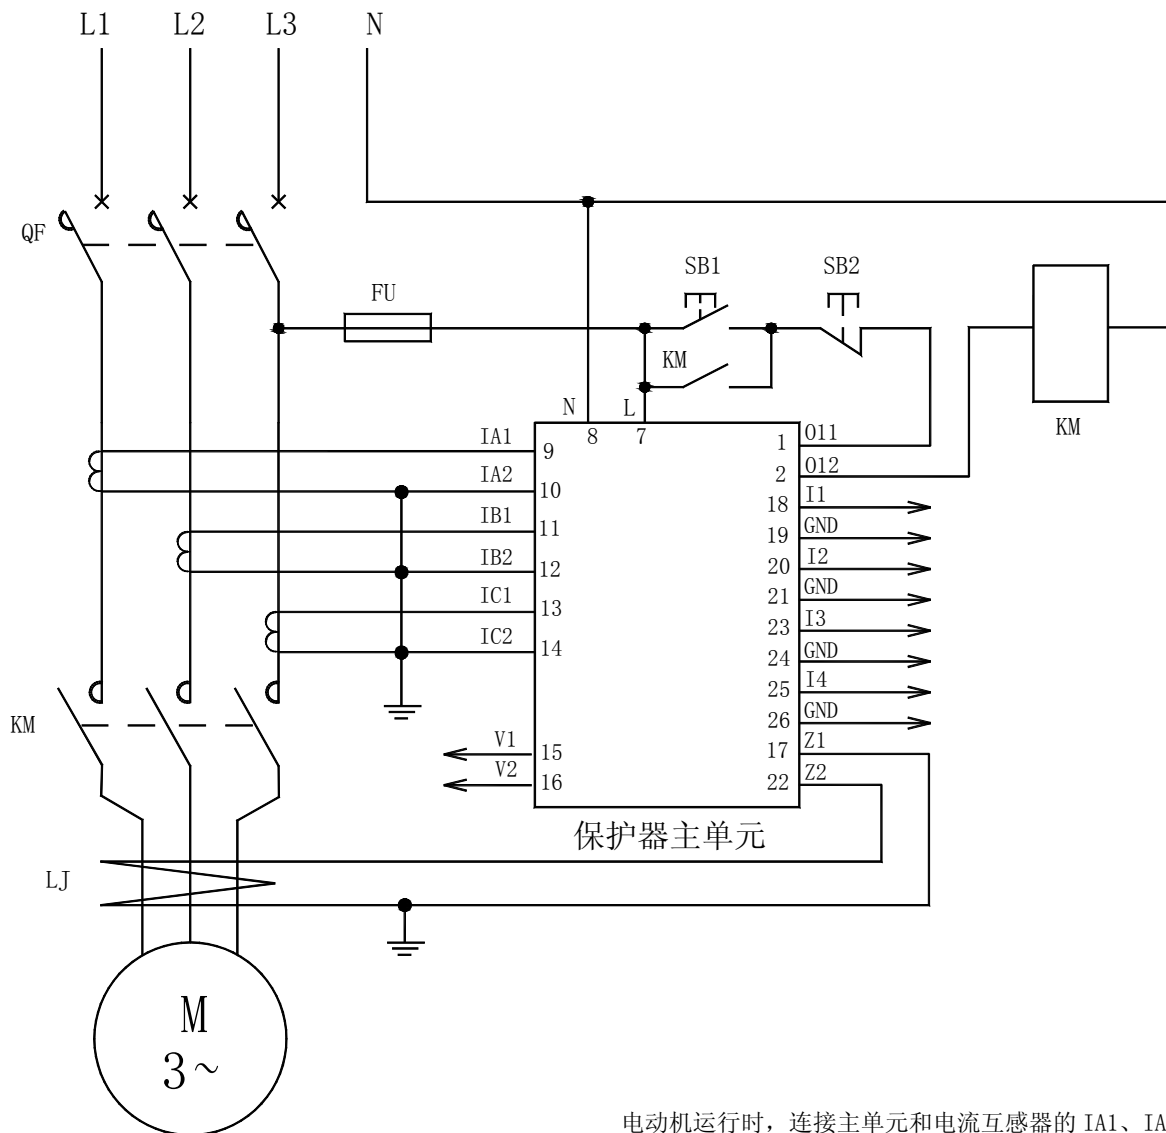 L1 L2 L3 N
QF
FU
SB1 SB2
KM
KM
N L
8 7
IA1 9
IA2 10
IB1 11
IB2 12
IC1 13
IC2 14
V1 15
V2 16
1 O11
2 O12
18 I1
19 GND
20 I2
21 GND
23 I3
24 GND
25 I4
26 GND
17 Z1
22 Z2
KM
保护器主单元
LJ
M
3~
电动机运行时，连接主单元和电流互感器的 IA1、IA